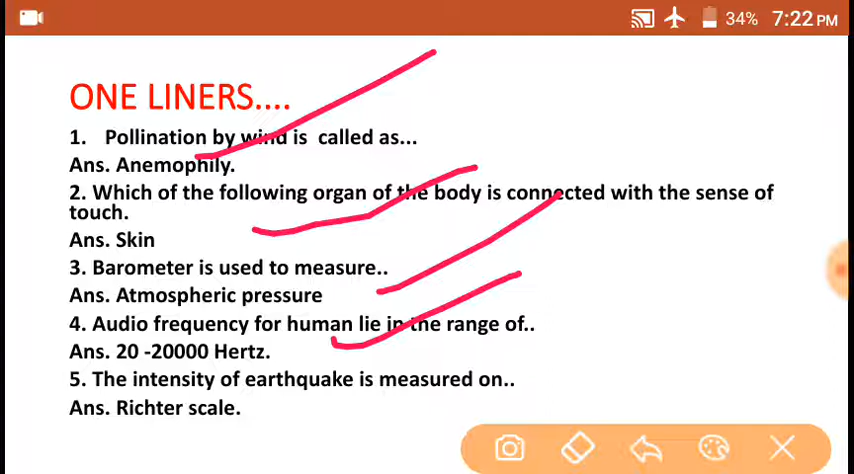 34% 7:22 PM
ONE LINERS....
1. Pollination by wind is called as...
Ans. Anemophily.
2. Which of the following organ of the body is connected with the sense of
touch.
Ans. Skin
3. Barometer is used to measure..
Ans. Atmospheric pressure
4. Audio frequency for human lie in the range of..
Ans. 20 -20000 Hertz.
5. The intensity of earthquake is measured on..
Ans. Richter scale.